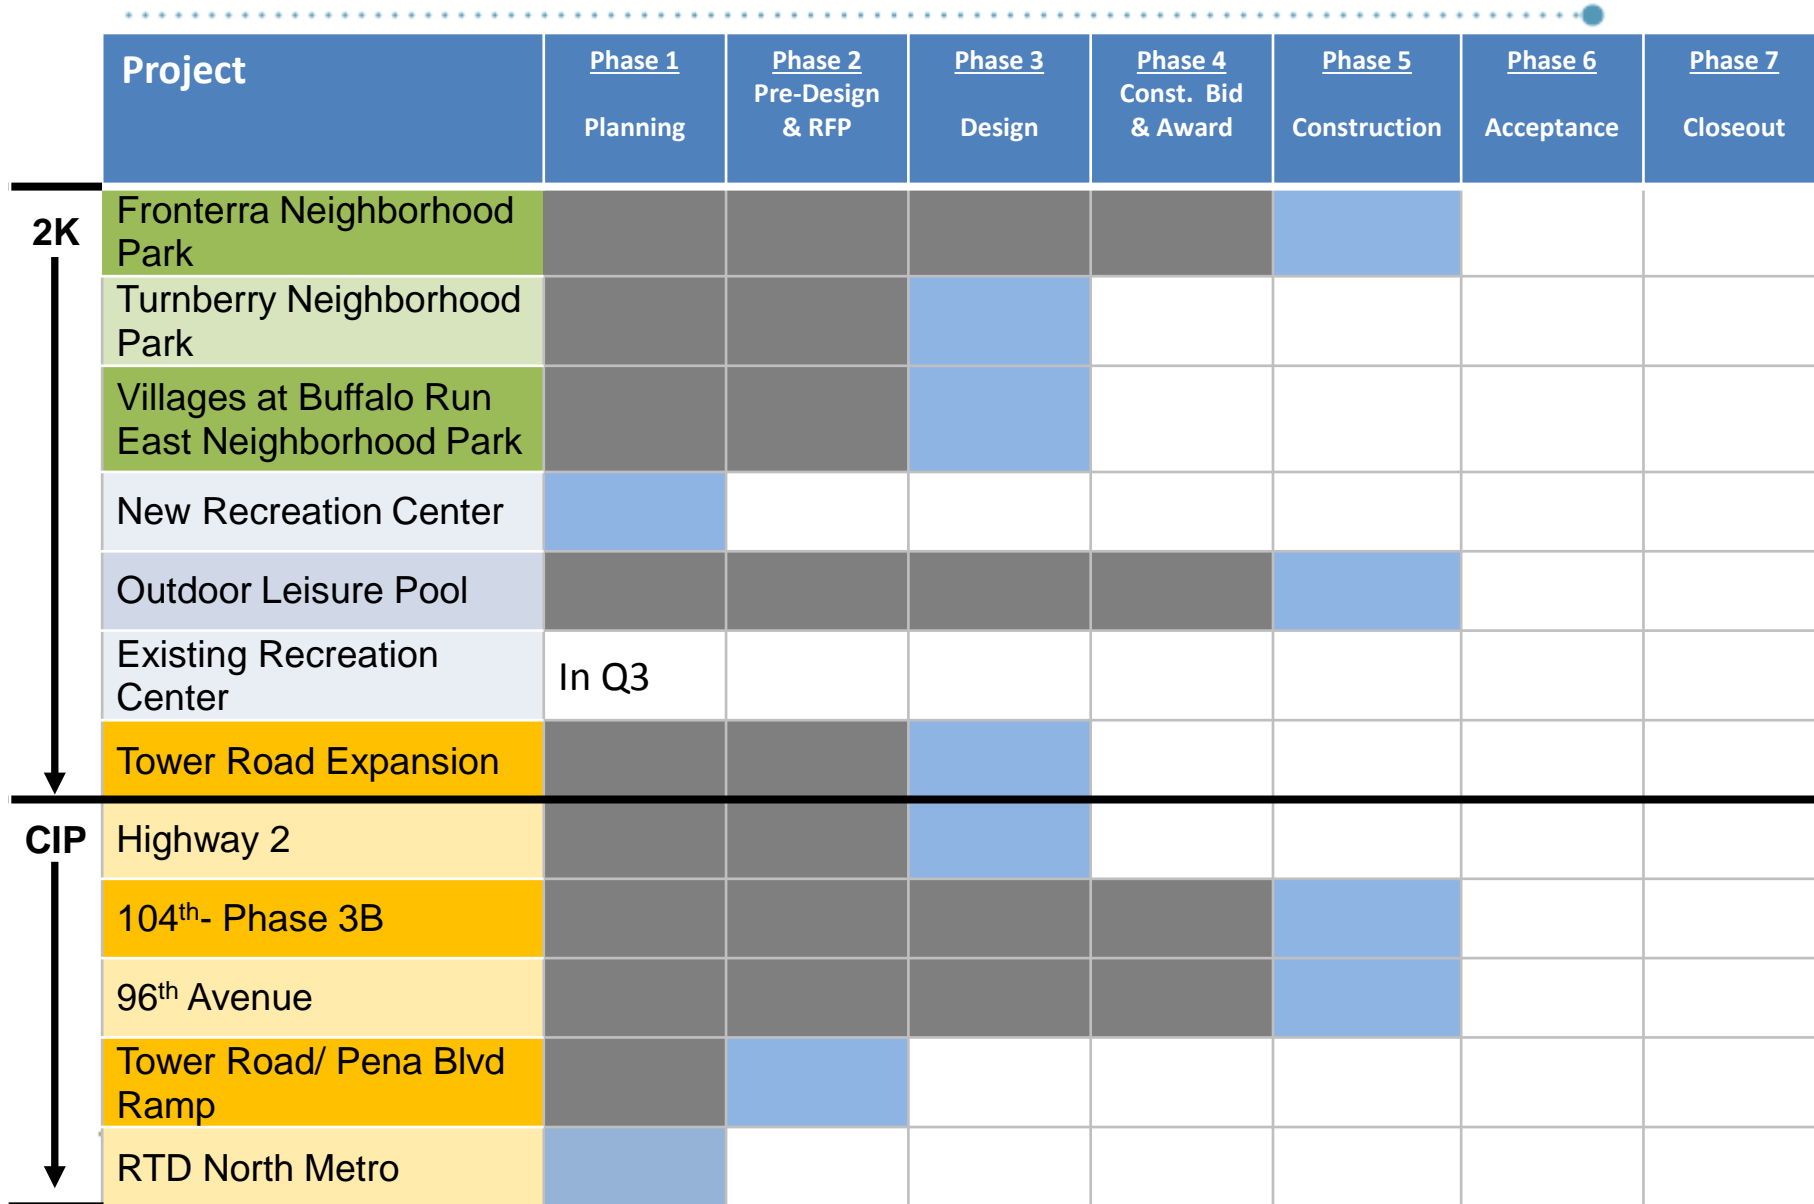 Project
Phase 1
Planning
Phase 2
Pre-Design
& RFP
Phase 3
Design
Phase 4
Const. Bid
& Award
Phase 5
Construction
Phase 6
Acceptance
Phase 7
Closeout
2K
Fronterra Neighborhood
Park
Turnberry Neighborhood
Park
Villages at Buffalo Run
East Neighborhood Park
New Recreation Center
Outdoor Leisure Pool
Existing Recreation
Center
In Q3
Tower Road Expansion
CIP
Highway 2
104th- Phase 3B
96th Avenue
Tower Road/ Pena Blvd
Ramp
RTD North Metro